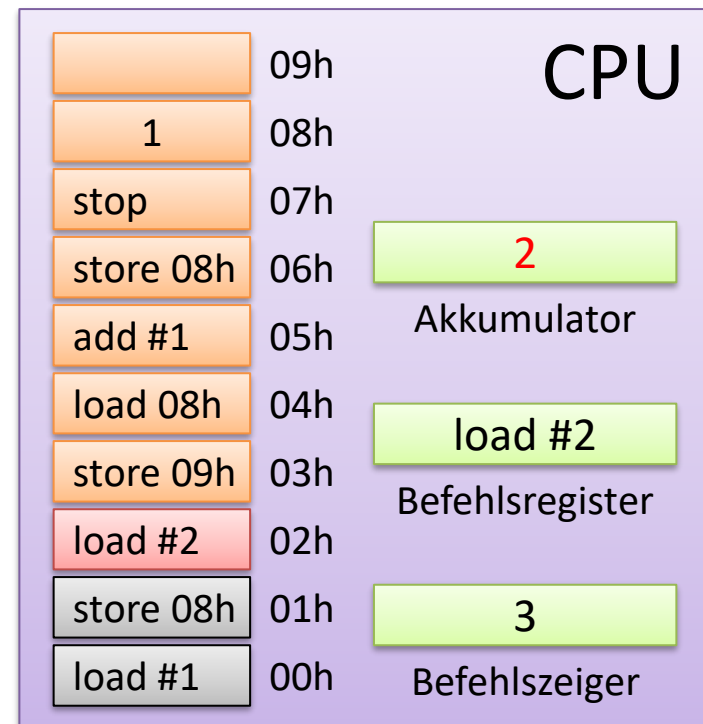 CPU
09h
1 08h
stop 07h
store 08h 06h
add #1 05h
load 08h 04h
store 09h 03h
load #2 02h
store 08h 01h
load #1 00h
2
Akkumulator
load #2
Befehlsregister
3
Befehlszeiger